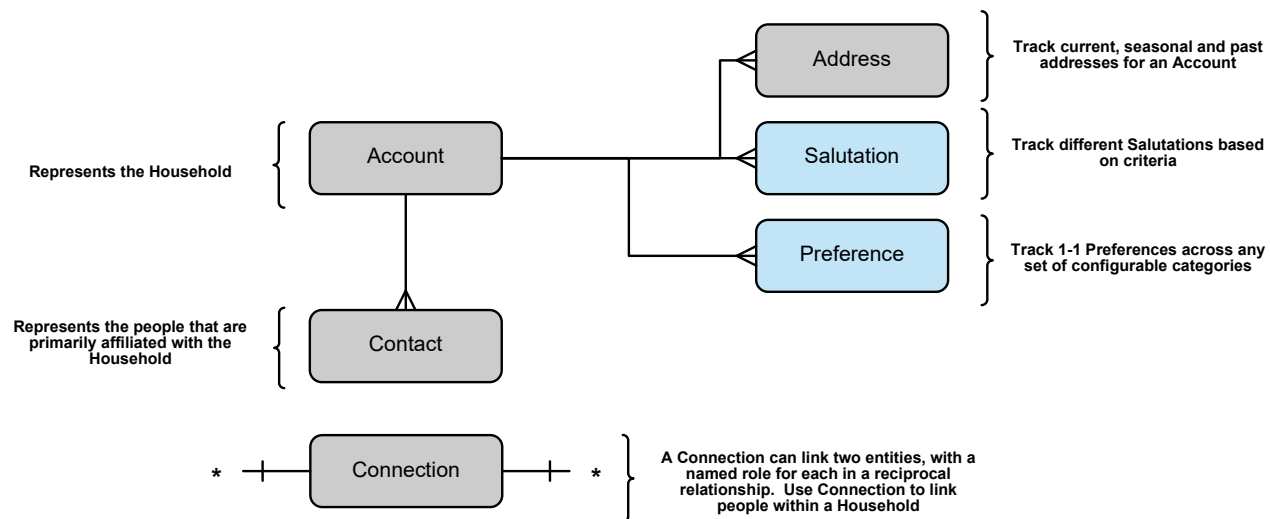 Address
Track current, seasonal and past
addresses for an Account
Represents the Household
Account
Salutation
Track different Salutations based
on criteria
Preference
Track 1-1 Preferences across any
set of configurable categories
Represents the people that are
primarily affiliated with the
Household
Contact
*
Connection
*
A Connection can link two entities, with a
named role for each in a reciprocal
relationship.  Use Connection to link
people within a Household